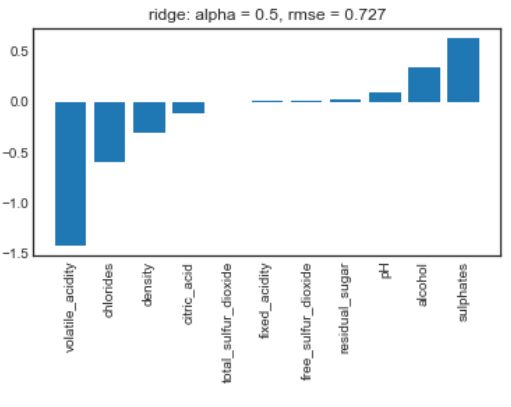 ridge: alpha = 0.5, rmse = 0.727
0.5
0.0
−0.5
−1.0
−1.5
volatile_acidity
chlorides
density
citric_acid
total_sulfur_dioxide
fixed_acidity
free_sulfur_dioxide
residual_sugar
pH
alcohol
sulphates